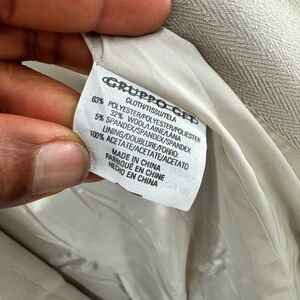 GRUPPO CEP
CLOTH/TISSU/TELA
63% POLYESTER/POLYESTER/POLIESTER
32% WOOL/LAINE/LANA
5% SPANDEX/SPANDEX/SPANDEX
LINING/DOUBLURE/FORRO:
100% ACETATE/ACETATE/ACETATO
MADE IN CHINA
FABRIQUÉ EN CHINE
HECHO EN CHINA